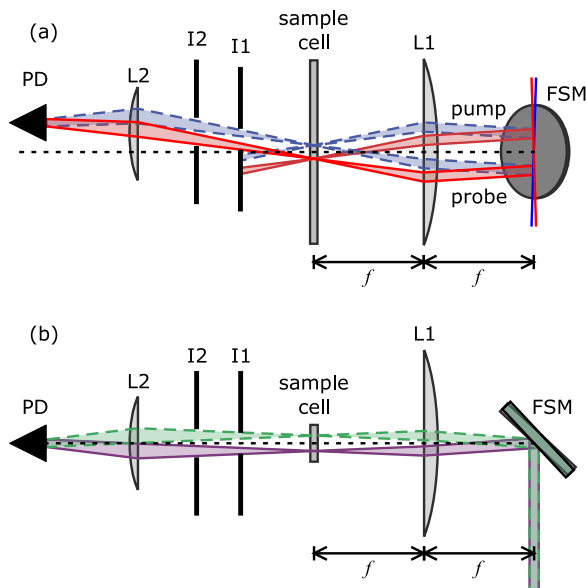 (a)
sample
cell
I2
I1
L1
PD
L2
FSM
pump
probe
f
f
(b)
L1
I2
I1
sample
cell
L2
PD
FSM
f
f